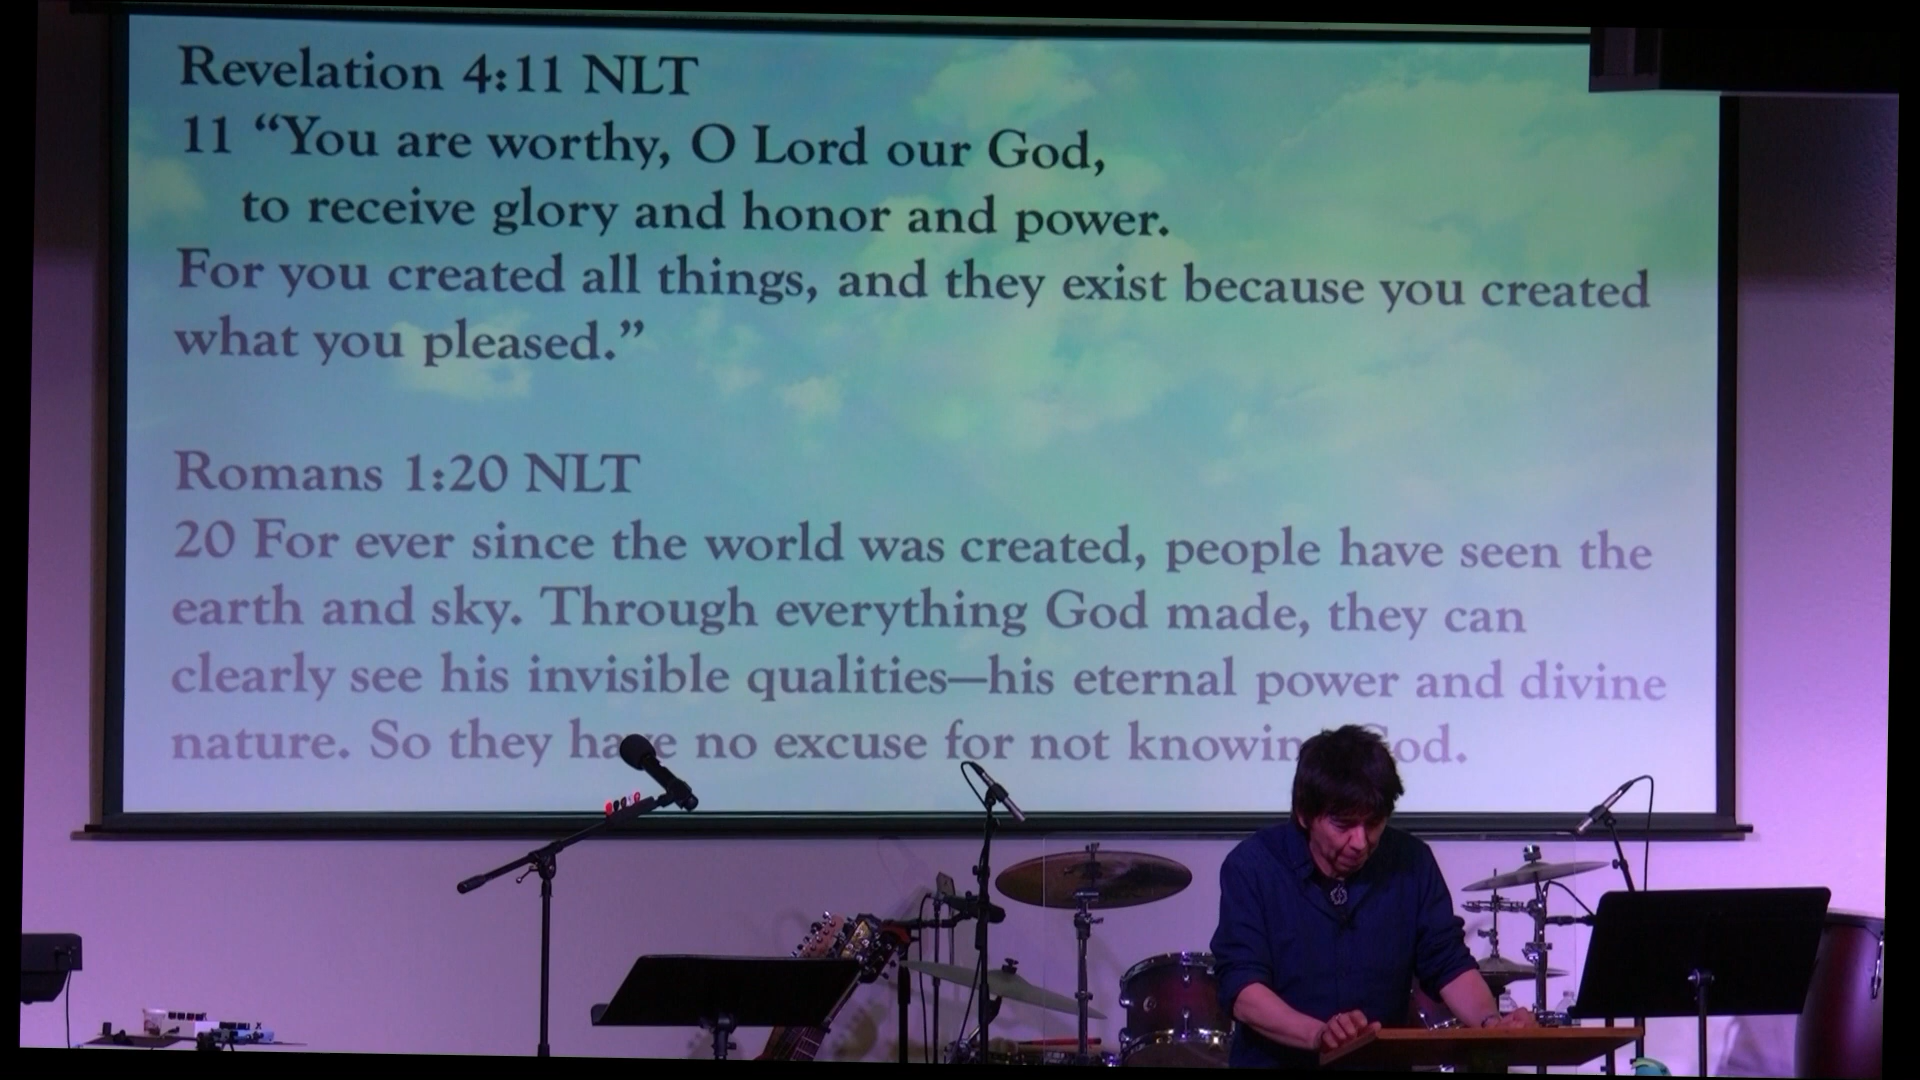 Revelation 4:11 NLT
11 “You are worthy, O Lord our God,
to receive glory and honor and power.
For you created all things, and they exist because you created
what you pleased.”
Romans 1:20 NLT
20 For ever since the world was created, people have seen the
earth and sky. Through everything God made, they can
clearly see his invisible qualities—his eternal power and divine
nature. So they have no excuse for not knowing God.